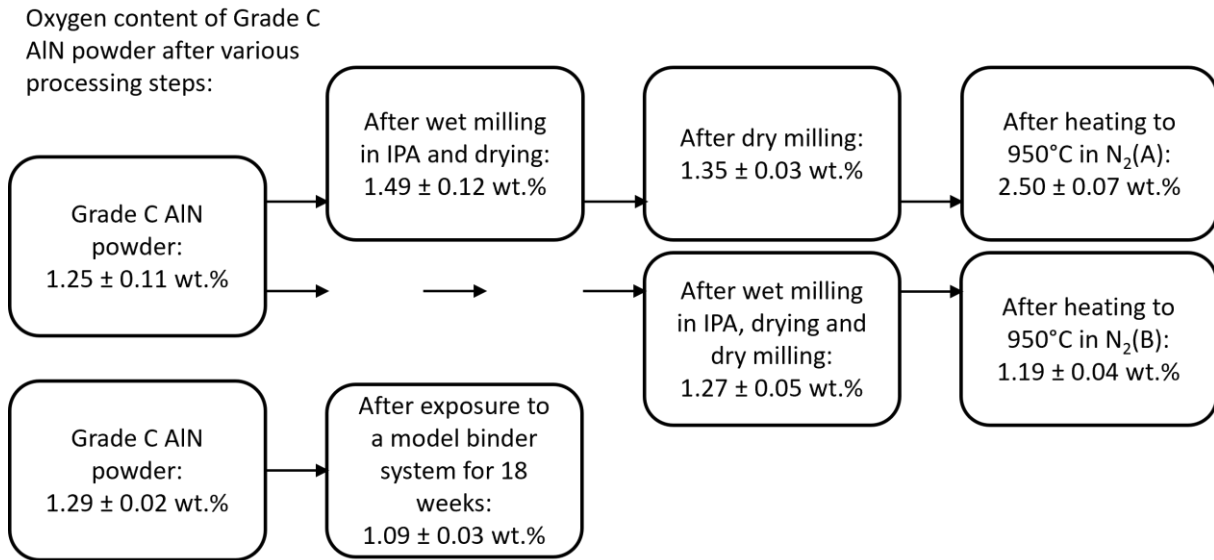 Oxygen content of Grade C
AlN powder after various
processing steps:
Grade C AlN
powder:
1.25 ± 0.11 wt.%
After wet milling
in IPA and drying:
1.49 ± 0.12 wt.%
After dry milling:
1.35 ± 0.03 wt.%
After heating to
950°C in N₂(A):
2.50 ± 0.07 wt.%
After wet milling
in IPA, drying and
dry milling:
1.27 ± 0.05 wt.%
After heating to
950°C in N₂(B):
1.19 ± 0.04 wt.%
Grade C AlN
powder:
1.29 ± 0.02 wt.%
After exposure to
a model binder
system for 18
weeks:
1.09 ± 0.03 wt.%